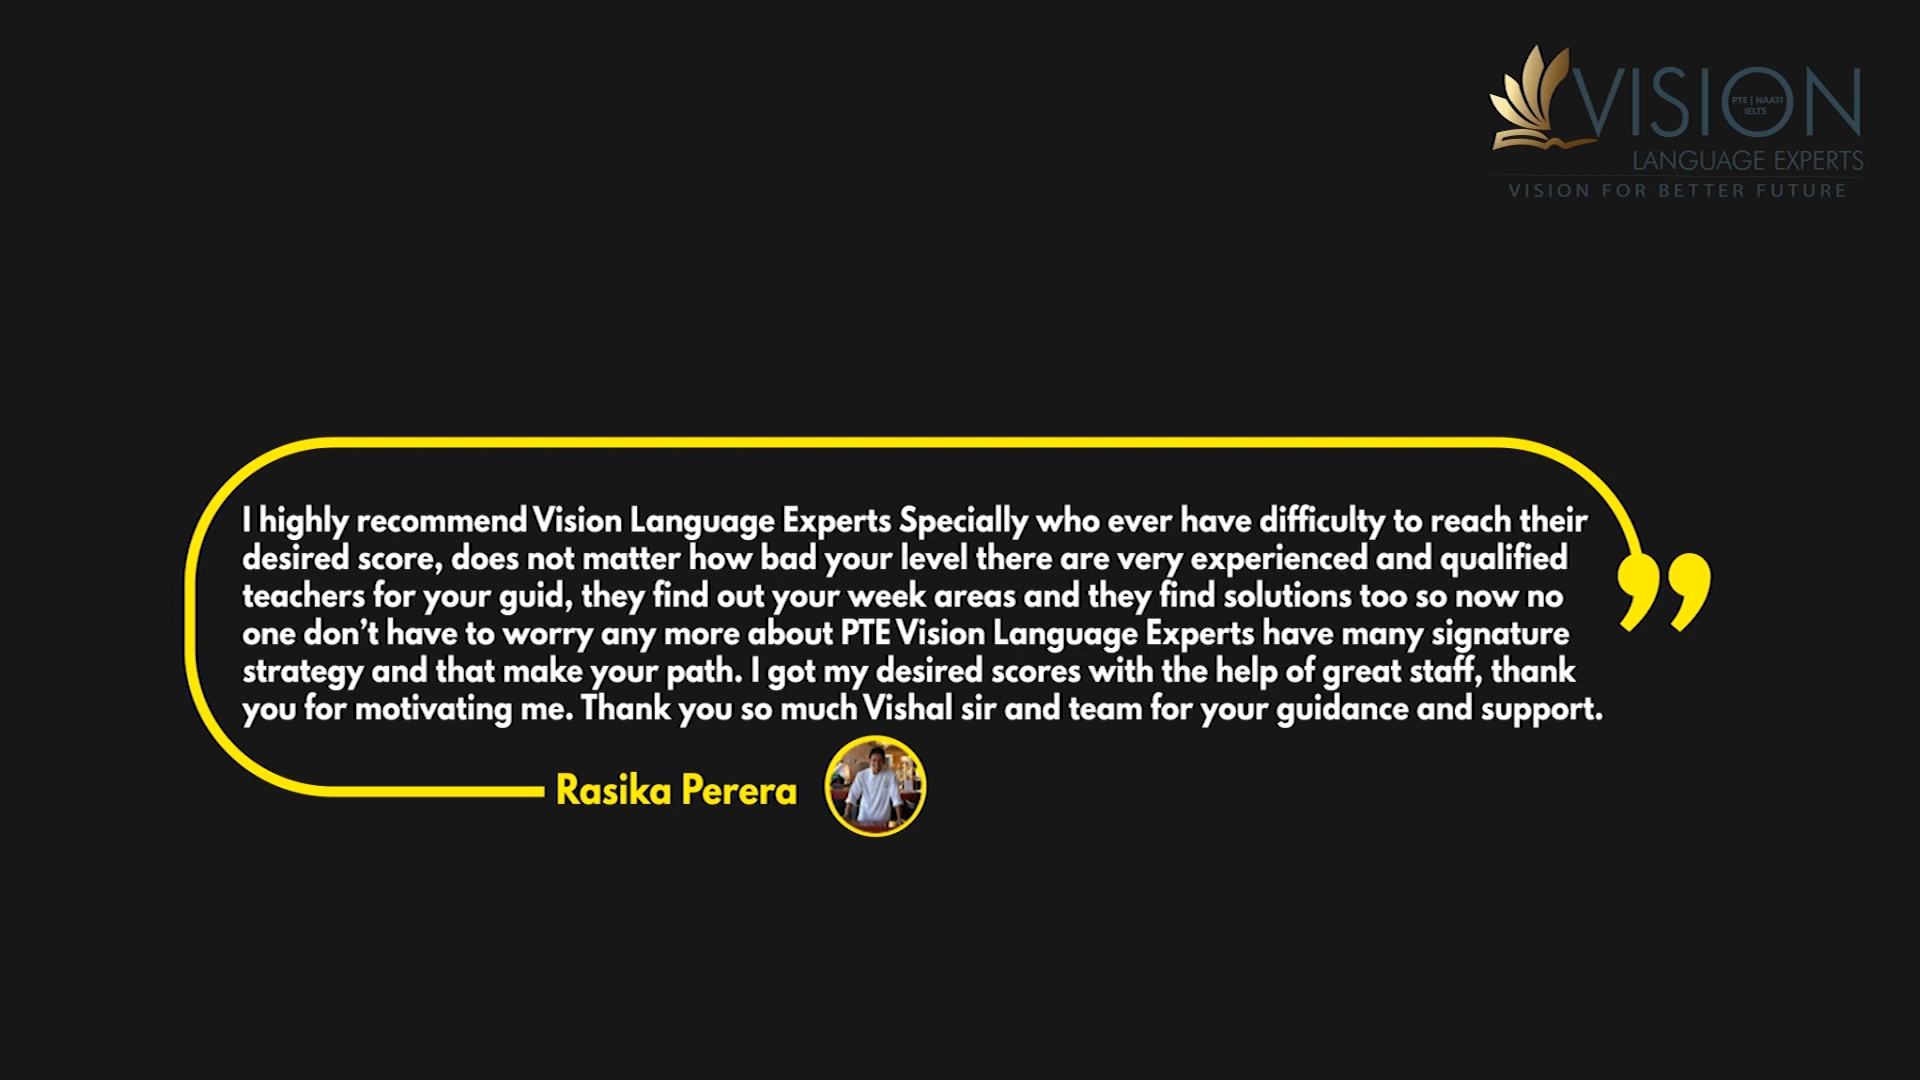 VISION
PTE | NAATI
IELTS
LANGUAGE EXPERTS
VISION FOR BETTER FUTURE
I highly recommend Vision Language Experts Specially who ever have difficulty to reach their
desired score, does not matter how bad your level there are very experienced and qualified
teachers for your guid, they find out your week areas and they find solutions too so now no
one don’t have to worry any more about PTE Vision Language Experts have many signature
strategy and that make your path. I got my desired scores with the help of great staff, thank
you for motivating me. Thank you so much Vishal sir and team for your guidance and support.
”
Rasika Perera